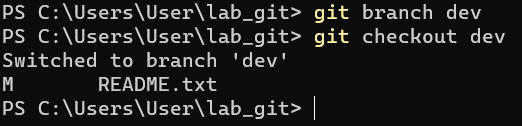 PS C:\Users\User\lab_git> git branch dev
PS C:\Users\User\lab_git> git checkout dev
Switched to branch 'dev'
M       README.txt
PS C:\Users\User\lab_git>